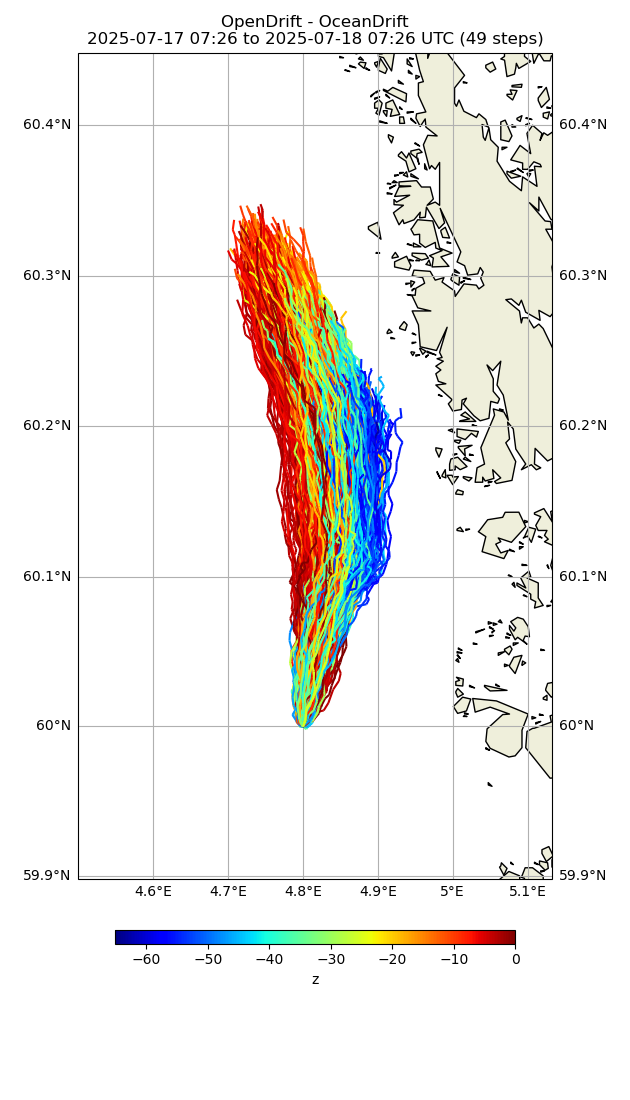 OpenDrift - OceanDrift
2025-07-17 07:26 to 2025-07-18 07:26 UTC (49 steps)
60.4°N 60.4°N
60.3°N 60.3°N
60.2°N 60.2°N
60.1°N 60.1°N
60°N 60°N
59.9°N 59.9°N
4.6°E 4.7°E 4.8°E 4.9°E 5°E 5.1°E
−60 −50 −40 −30 −20 −10 0
z